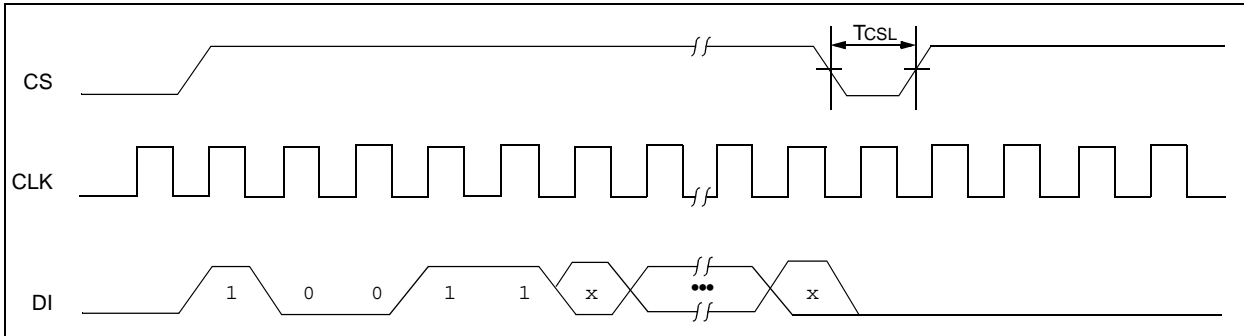 TCSL
CS
CLK
DI 1 0 0 1 1 x ••• x